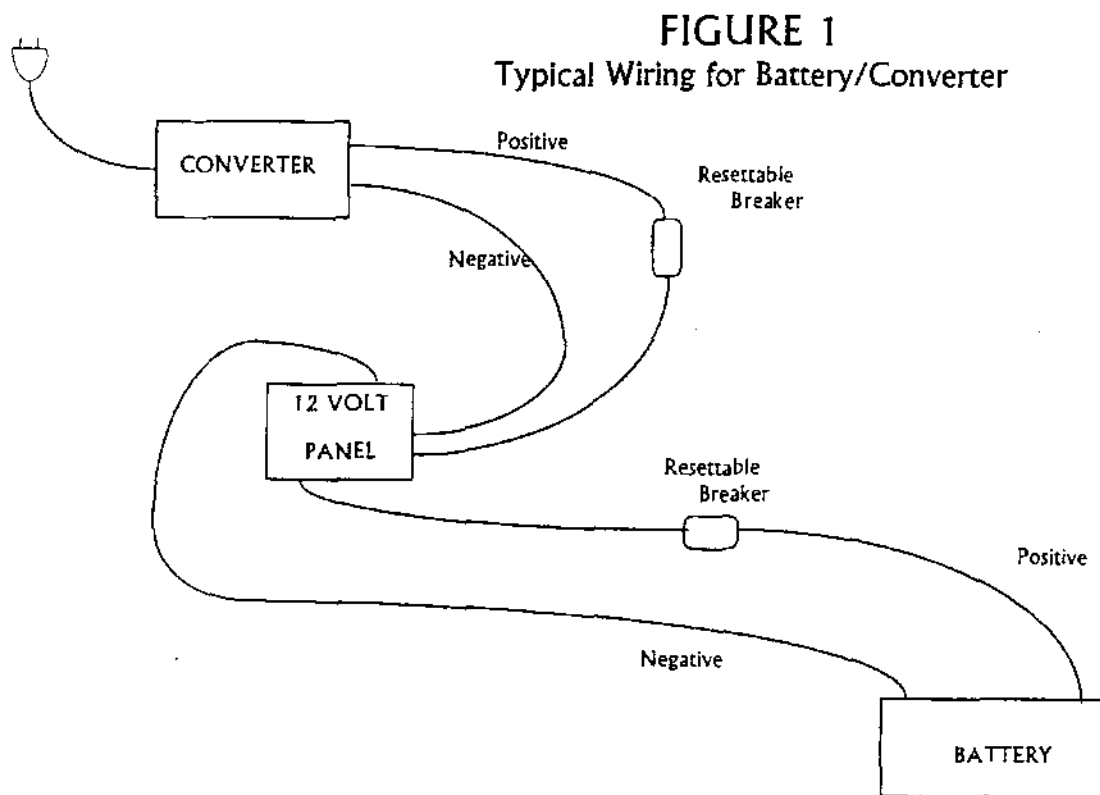 FIGURE 1
Typical Wiring for Battery/Converter
CONVERTER
Positive
Resettable
Breaker
Negative
12 VOLT
PANEL
Resettable
Breaker
Positive
Negative
BATTERY